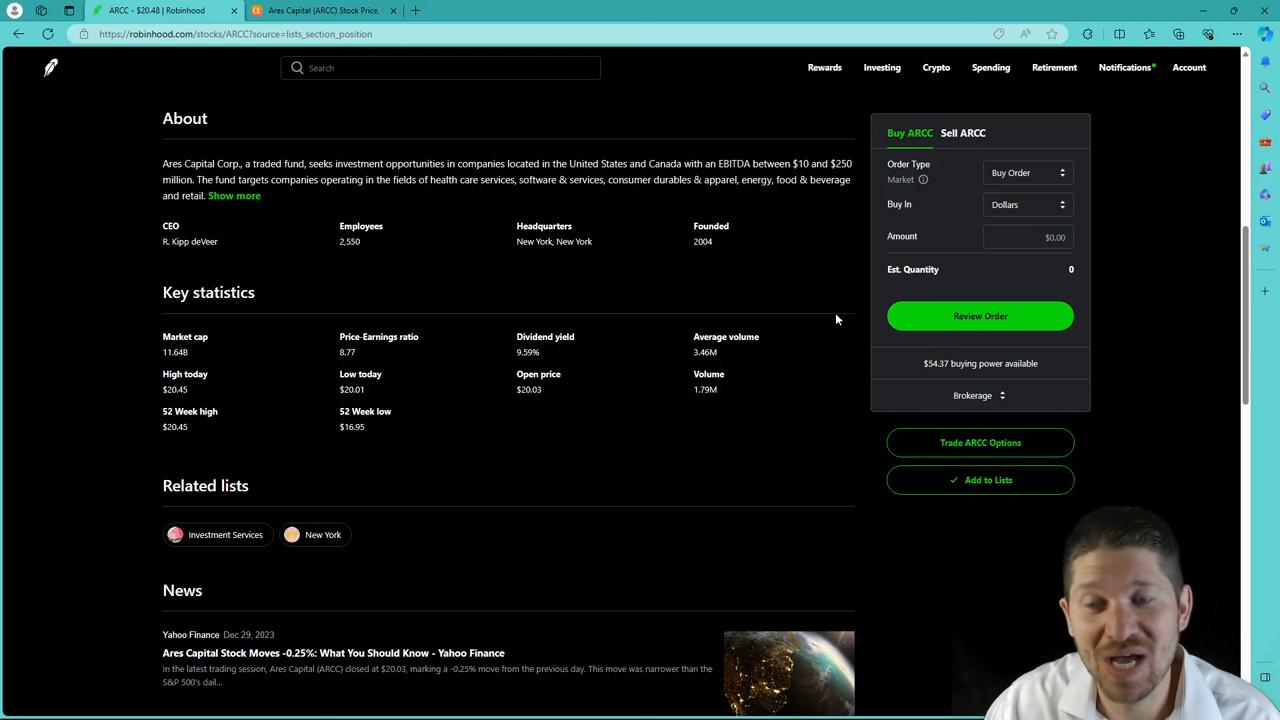 ARCC - $20.48 | Robinhood
Ares Capital (ARCC) Stock Price,
https://robinhood.com/stocks/ARCC?source=lists_section_position
Search
Rewards
Investing
Crypto
Spending
Retirement
Notifications
Account
About
Ares Capital Corp., a traded fund, seeks investment opportunities in companies located in the United States and Canada with an EBITDA between $10 and $250
million. The fund targets companies operating in the fields of health care services, software & services, consumer durables & apparel, energy, food & beverage
and retail. Show more
CEO
R. Kipp deVeer
Employees
2,550
Headquarters
New York, New York
Founded
2004
Key statistics
Market cap
11.64B
Price-Earnings ratio
8.77
Dividend yield
9.59%
Average volume
3.46M
High today
$20.45
Low today
$20.01
Open price
$20.03
Volume
1.79M
52 Week high
$20.45
52 Week low
$16.95
Related lists
Investment Services
New York
News
Yahoo Finance Dec 29, 2023
Ares Capital Stock Moves -0.25%: What You Should Know - Yahoo Finance
In the latest trading session, Ares Capital (ARCC) closed at $20.03, marking a -0.25% move from the previous day. This move was narrower than the
S&P 500's dail...
Buy ARCC
Sell ARCC
Order Type
Market
Buy Order
Buy In
Dollars
Amount
$0.00
Est. Quantity
0
Review Order
$54.37 buying power available
Brokerage
Trade ARCC Options
Add to Lists